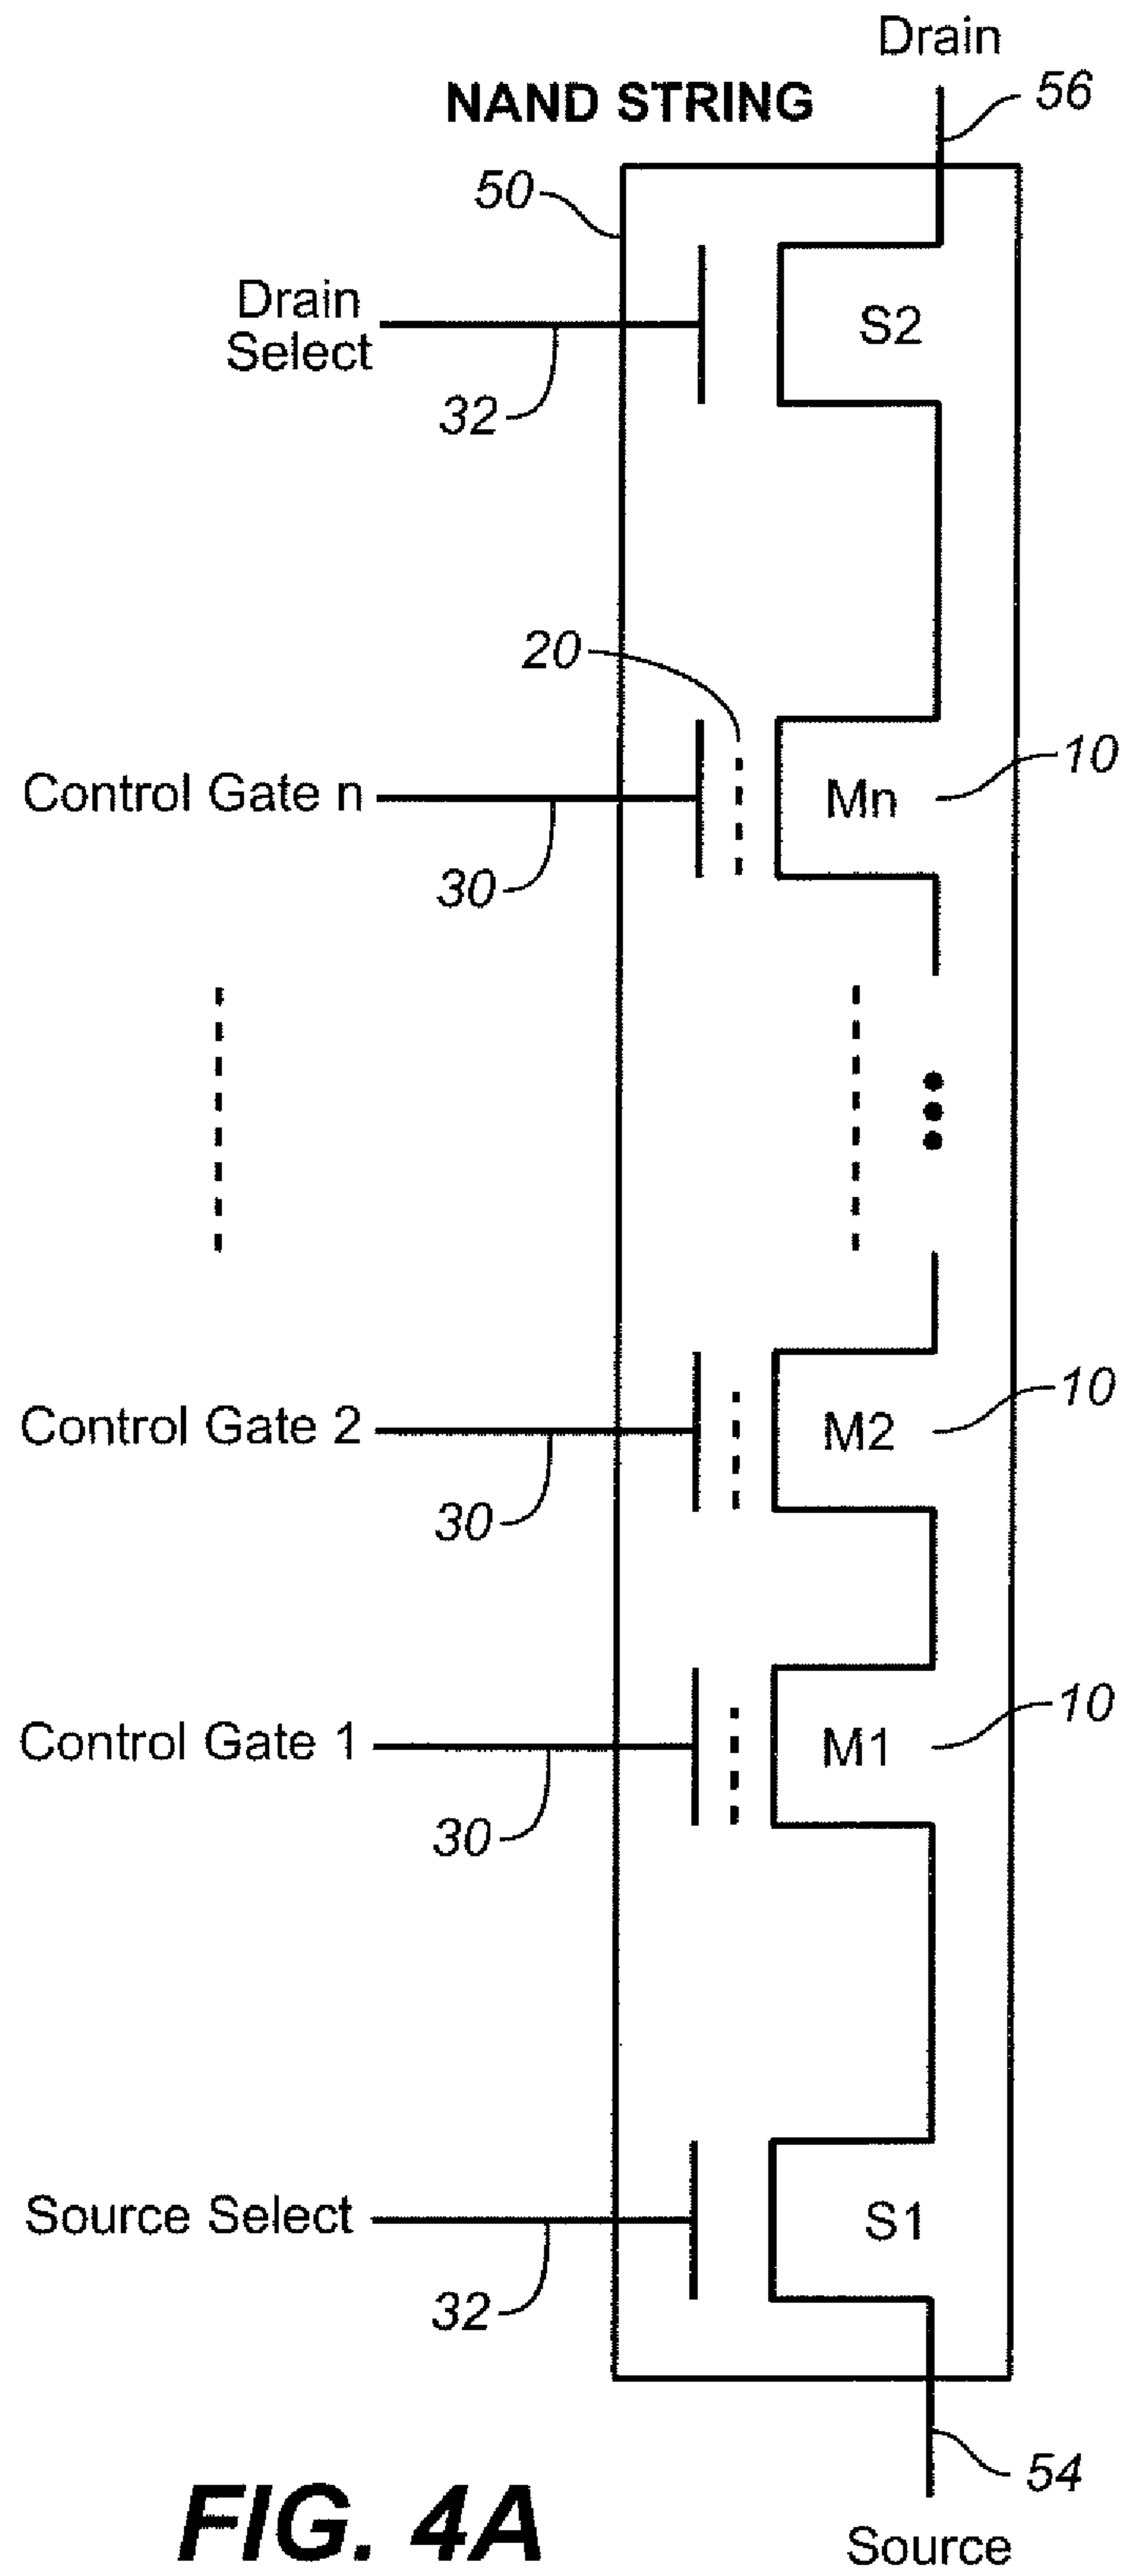 Drain
56
NAND STRING
50
Drain
Select
S2
32
20
10
Control Gate n
Mn
30
10
Control Gate 2
M2
30
10
Control Gate 1
M1
30
Source Select
S1
32
54
FIG. 4A
Source